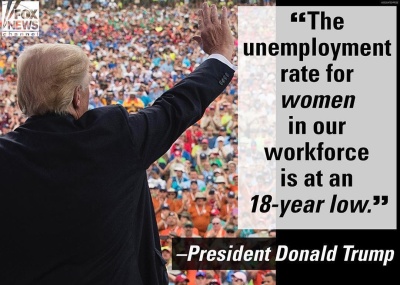 FOX
NEWS
channel
“The
unemployment
rate for
women
in our
workforce
is at an
18-year low.”
–President Donald Trump